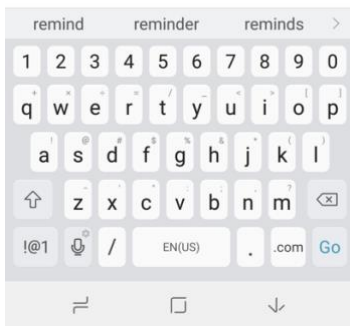 remind reminder reminds
1 2 3 4 5 6 7 8 9 0
q w e r t y u i o p
a s d f g h j k l
z x c v b n m
!@1 / EN(US) . .com Go